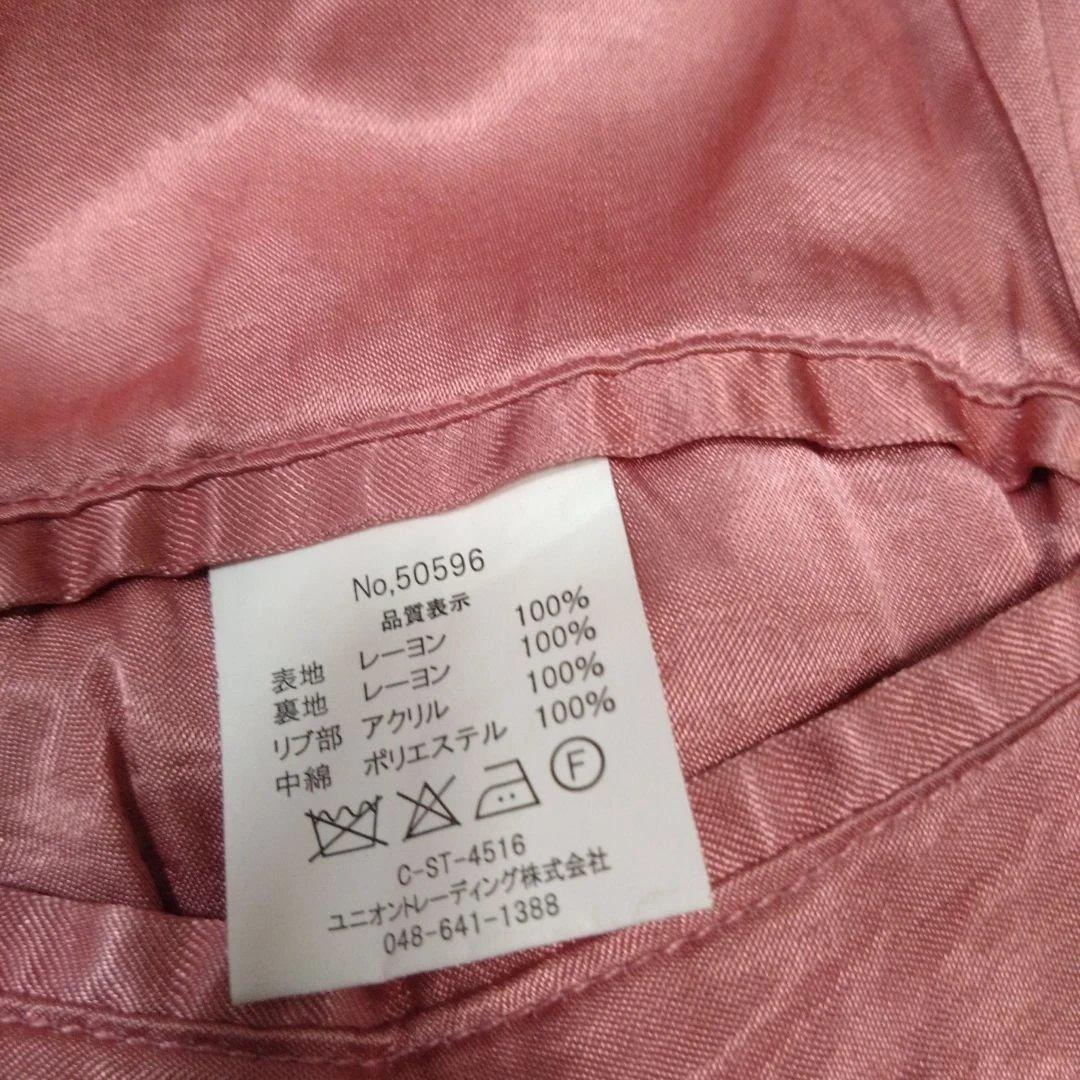 No,50596
品質表示
表地 レーヨン 100%
裏地 レーヨン 100%
リブ部 アクリル 100%
中綿 ポリエステル 100%
F
C-ST-4516
ユニオントレーディング株式会社
048-641-1388